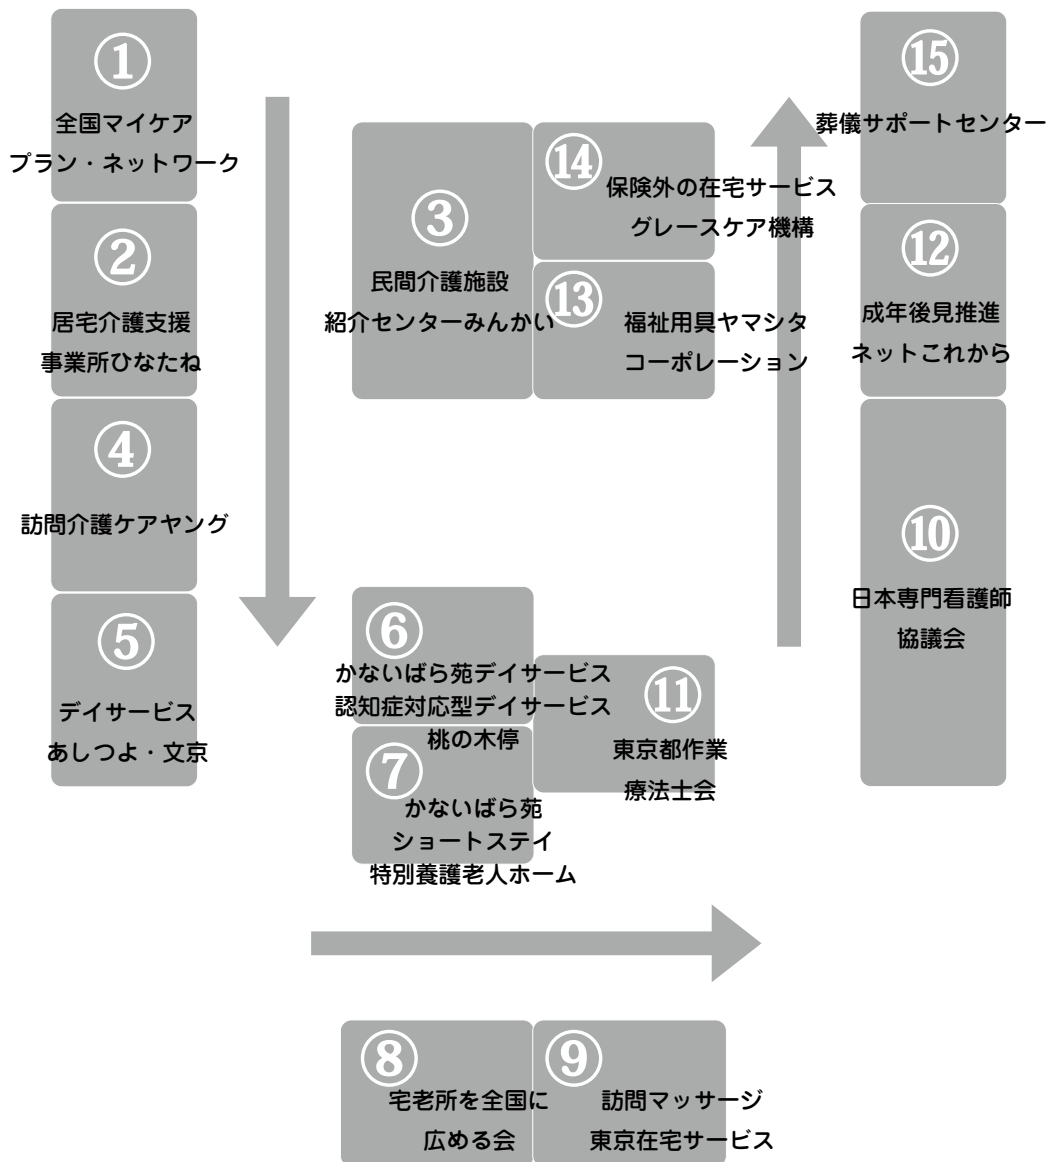 ①
全国マイケア
プラン・ネットワーク
②
居宅介護支援
事業所ひなたね
③
民間介護施設
紹介センターみんかい
④
訪問介護ケアヤング
⑤
デイサービス
あしつよ・文京
⑥
かないばら苑デイサービス
認知症対応型デイサービス
桃の木停
⑦
かないばら苑
ショートステイ
特別養護老人ホーム
⑧
宅老所を全国に
広める会
⑨
訪問マッサージ
東京在宅サービス
⑩
日本専門看護師
協議会
⑪
東京都作業
療法士会
⑫
成年後見推進
ネットこれから
⑬
福祉用具ヤマシタ
コーポレーション
⑭
保険外の在宅サービス
グレースケア機構
⑮
葬儀サポートセンター